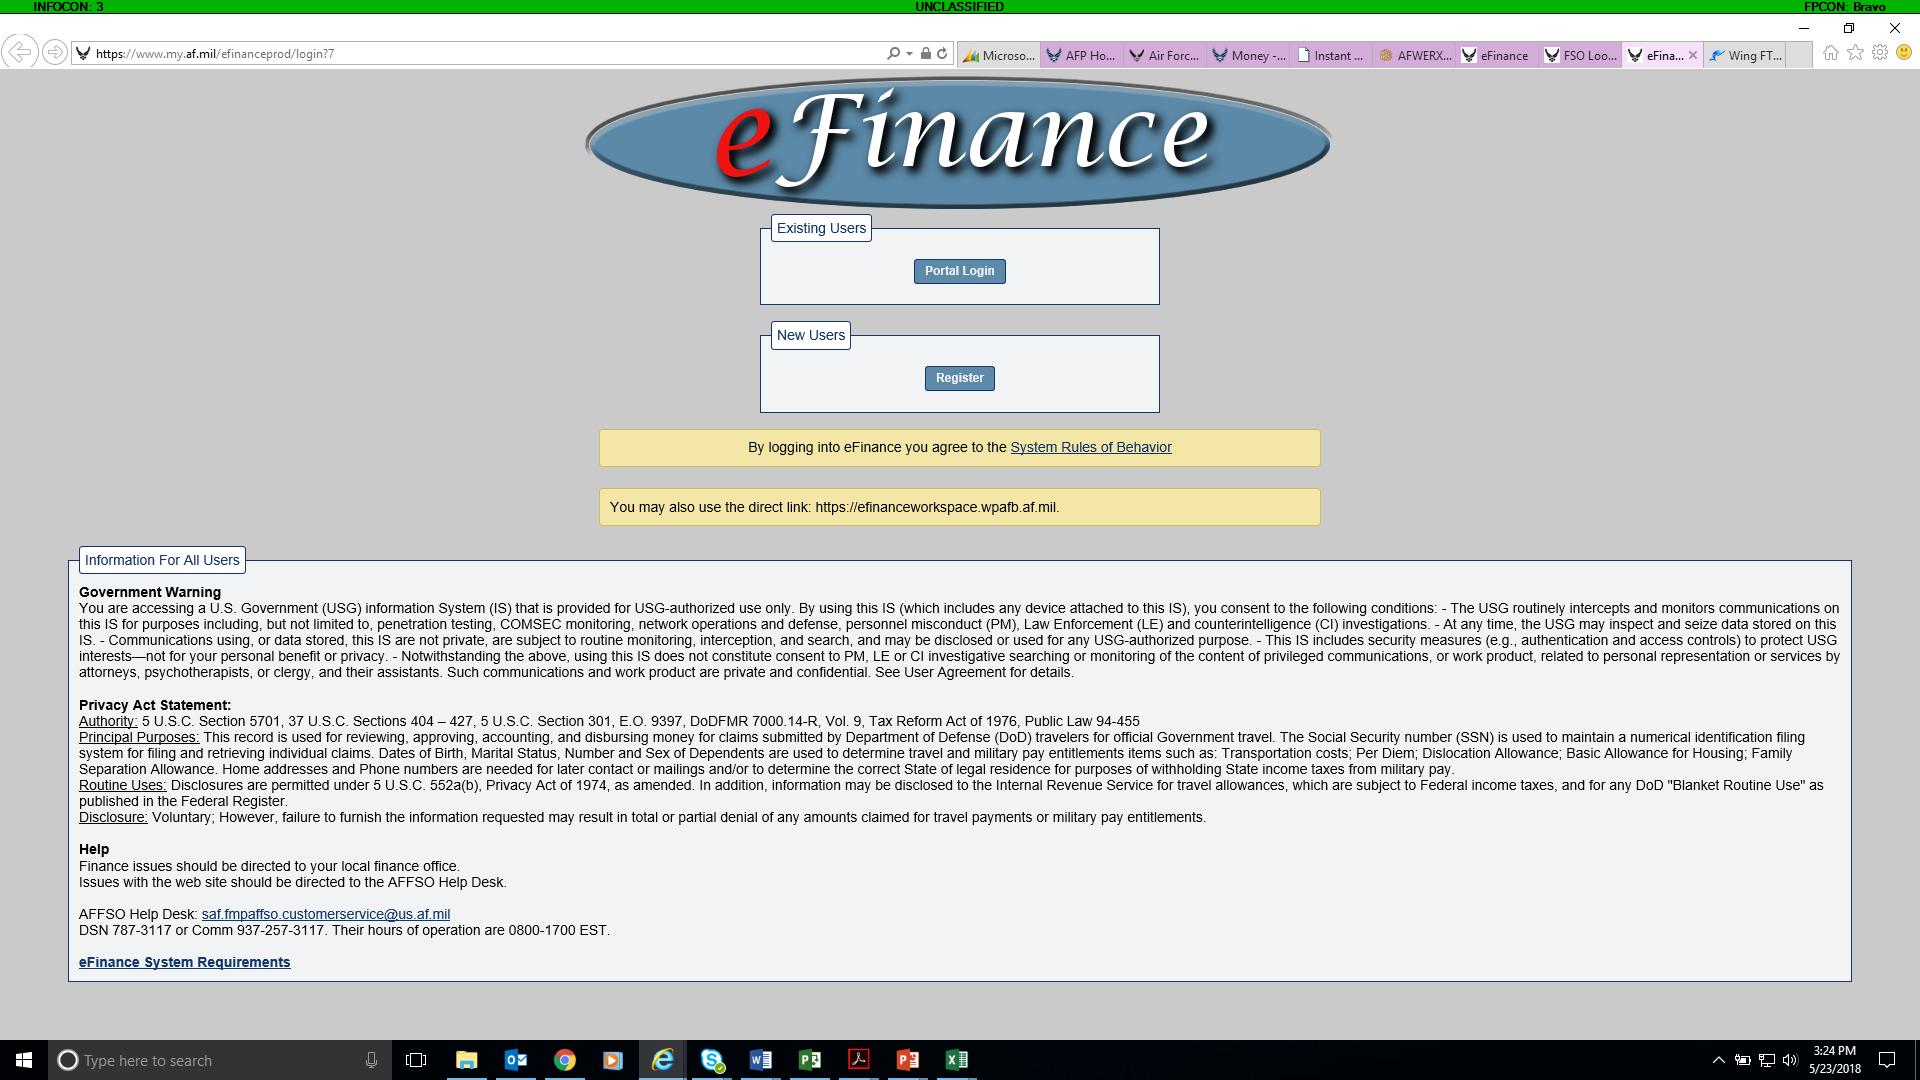 INFOCON: 3 UNCLASSIFIED FPCON: Bravo
https://www.my.af.mil/efinanceprod/login?7 Microso... AFP Ho... Air Forc... Money -... Instant ... AFWERX... eFinance FSO Loo... eFina... Wing FT...
eFinance
Existing Users
Portal Login
New Users
Register
By logging into eFinance you agree to the System Rules of Behavior
You may also use the direct link: https://efinanceworkspace.wpafb.af.mil.
Information For All Users
Government Warning
You are accessing a U.S. Government (USG) information System (IS) that is provided for USG-authorized use only. By using this IS (which includes any device attached to this IS), you consent to the following conditions: - The USG routinely intercepts and monitors communications on
this IS for purposes including, but not limited to, penetration testing, COMSEC monitoring, network operations and defense, personnel misconduct (PM), Law Enforcement (LE) and counterintelligence (CI) investigations. - At any time, the USG may inspect and seize data stored on this
IS. - Communications using, or data stored, this IS are not private, are subject to routine monitoring, interception, and search, and may be disclosed or used for any USG-authorized purpose. - This IS includes security measures (e.g., authentication and access controls) to protect USG
interests—not for your personal benefit or privacy. - Notwithstanding the above, using this IS does not constitute consent to PM, LE or CI investigative searching or monitoring of the content of privileged communications, or work product, related to personal representation or services by
attorneys, psychotherapists, or clergy, and their assistants. Such communications and work product are private and confidential. See User Agreement for details.
Privacy Act Statement:
Authority: 5 U.S.C. Section 5701, 37 U.S.C. Sections 404 – 427, 5 U.S.C. Section 301, E.O. 9397, DoDFMR 7000.14-R, Vol. 9, Tax Reform Act of 1976, Public Law 94-455
Principal Purposes: This record is used for reviewing, approving, accounting, and disbursing money for claims submitted by Department of Defense (DoD) travelers for official Government travel. The Social Security number (SSN) is used to maintain a numerical identification filing
system for filing and retrieving individual claims. Dates of Birth, Marital Status, Number and Sex of Dependents are used to determine travel and military pay entitlements items such as: Transportation costs; Per Diem; Dislocation Allowance; Basic Allowance for Housing; Family
Separation Allowance. Home addresses and Phone numbers are needed for later contact or mailings and/or to determine the correct State of legal residence for purposes of withholding State income taxes from military pay.
Routine Uses: Disclosures are permitted under 5 U.S.C. 552a(b), Privacy Act of 1974, as amended. In addition, information may be disclosed to the Internal Revenue Service for travel allowances, which are subject to Federal income taxes, and for any DoD "Blanket Routine Use" as
published in the Federal Register.
Disclosure: Voluntary; However, failure to furnish the information requested may result in total or partial denial of any amounts claimed for travel payments or military pay entitlements.
Help
Finance issues should be directed to your local finance office.
Issues with the web site should be directed to the AFFSO Help Desk.
AFFSO Help Desk: saf.fmpaffso.customerservice@us.af.mil
DSN 787-3117 or Comm 937-257-3117. Their hours of operation are 0800-1700 EST.
eFinance System Requirements
Type here to search
3:24 PM
5/23/2018